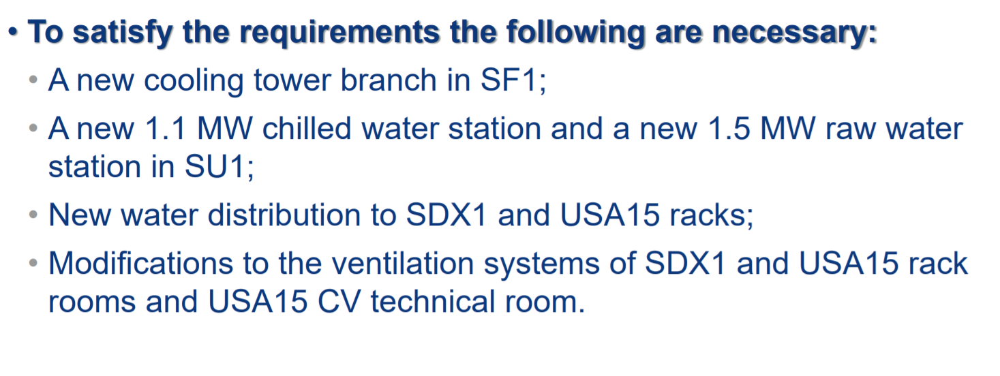 • To satisfy the requirements the following are necessary:
• A new cooling tower branch in SF1;
• A new 1.1 MW chilled water station and a new 1.5 MW raw water
station in SU1;
• New water distribution to SDX1 and USA15 racks;
• Modifications to the ventilation systems of SDX1 and USA15 rack
rooms and USA15 CV technical room.